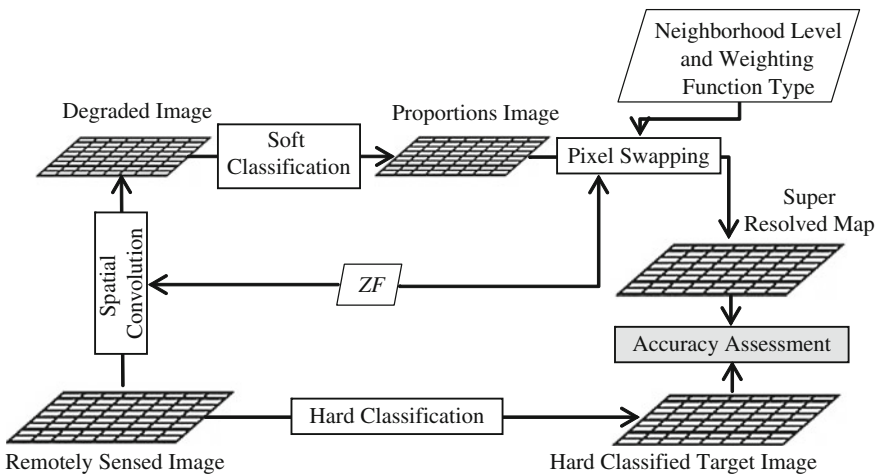 Neighborhood Level
and Weighting
Function Type
Degraded Image
Proportions Image
Soft
Classification
Pixel Swapping
Super
Resolved Map
Spatial
Convolution
ZF
Accuracy Assessment
Hard Classification
Remotely Sensed Image
Hard Classified Target Image